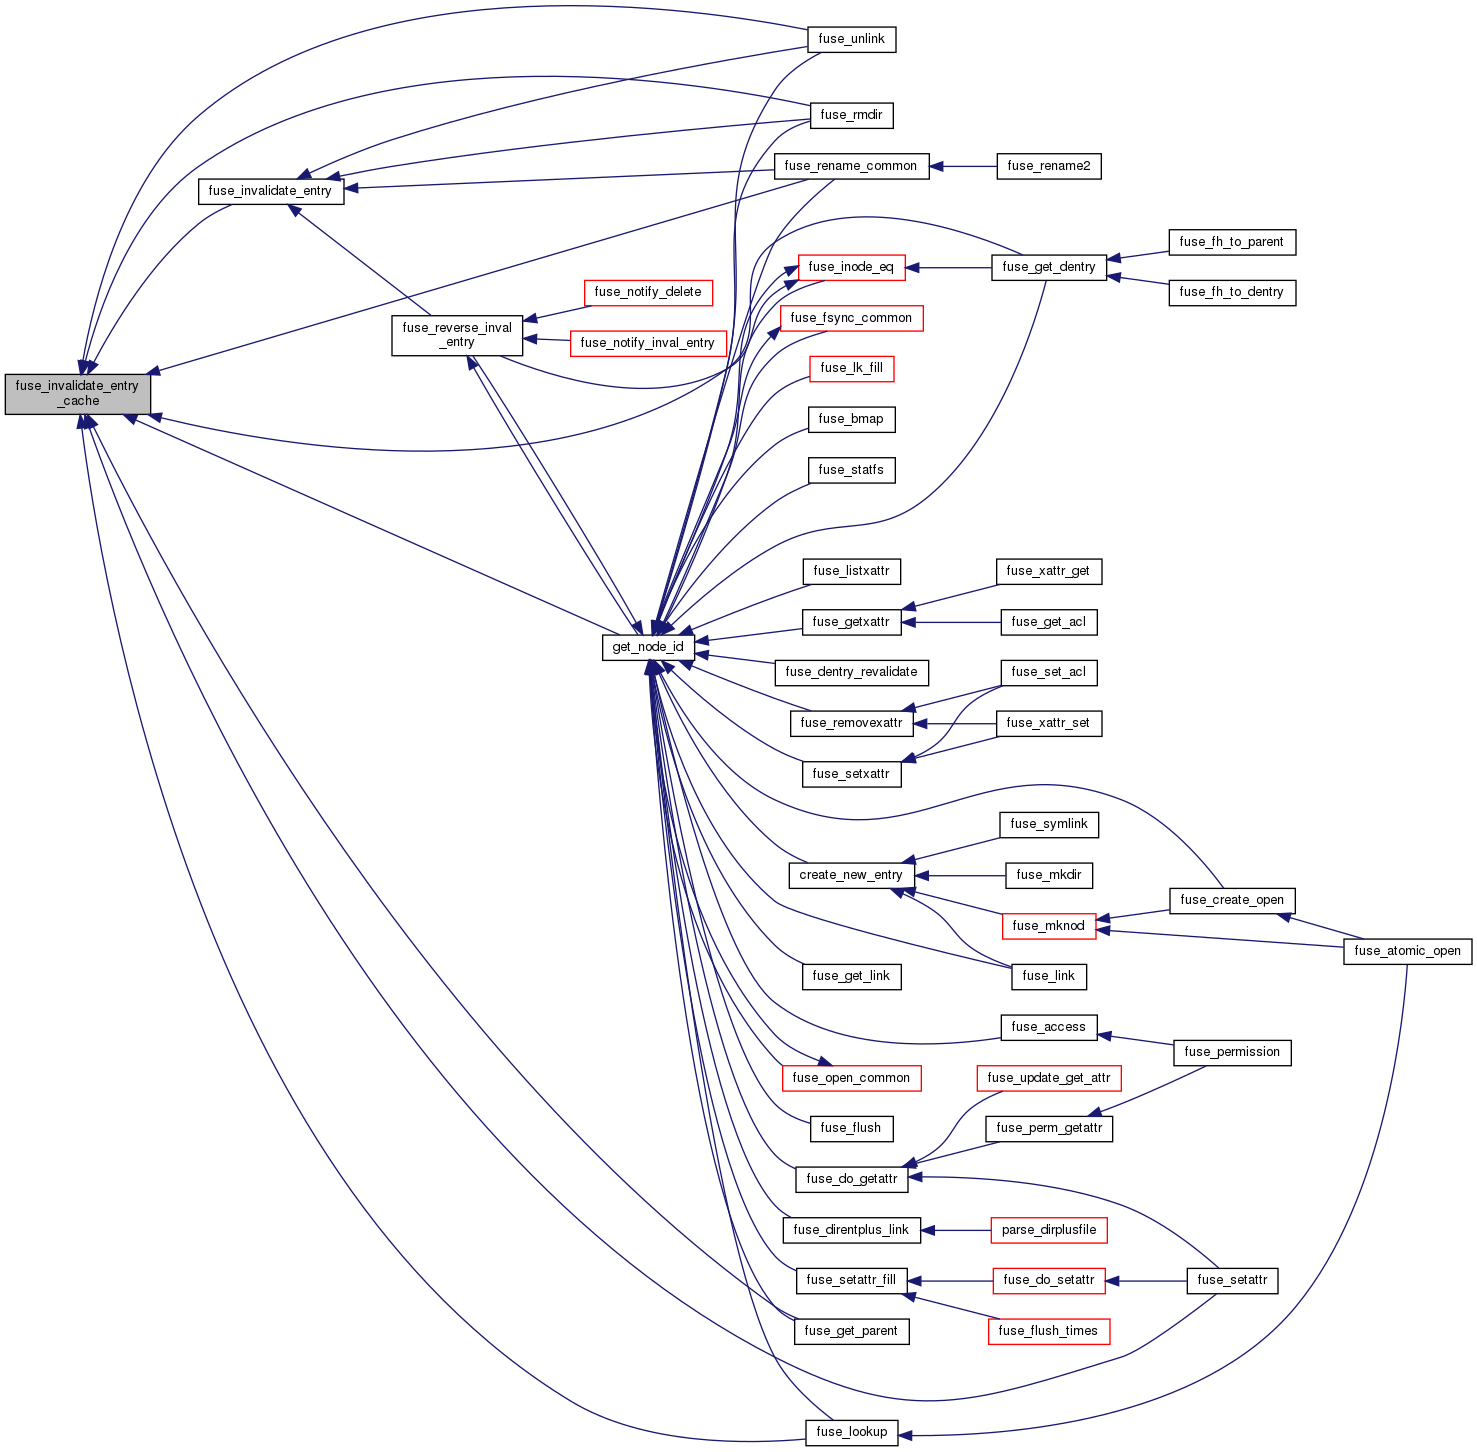 fuse_unlink
fuse_rmdir
fuse_rename_common
fuse_rename2
fuse_invalidate_entry
fuse_fh_to_parent
fuse_inode_eq
fuse_get_dentry
fuse_fh_to_dentry
fuse_notify_delete
fuse_fsync_common
fuse_reverse_inval
_entry
fuse_notify_inval_entry
fuse_lk_fill
fuse_invalidate_entry
_cache
fuse_bmap
fuse_statfs
fuse_listxattr
fuse_xattr_get
fuse_getxattr
fuse_get_acl
get_node_id
fuse_dentry_revalidate
fuse_set_acl
fuse_removexattr
fuse_xattr_set
fuse_setxattr
fuse_symlink
create_new_entry
fuse_mkdir
fuse_create_open
fuse_mknod
fuse_atomic_open
fuse_get_link
fuse_link
fuse_access
fuse_permission
fuse_open_common
fuse_update_get_attr
fuse_flush
fuse_perm_getattr
fuse_do_getattr
fuse_direntplus_link
parse_dirplusfile
fuse_setattr_fill
fuse_do_setattr
fuse_setattr
fuse_get_parent
fuse_flush_times
fuse_lookup